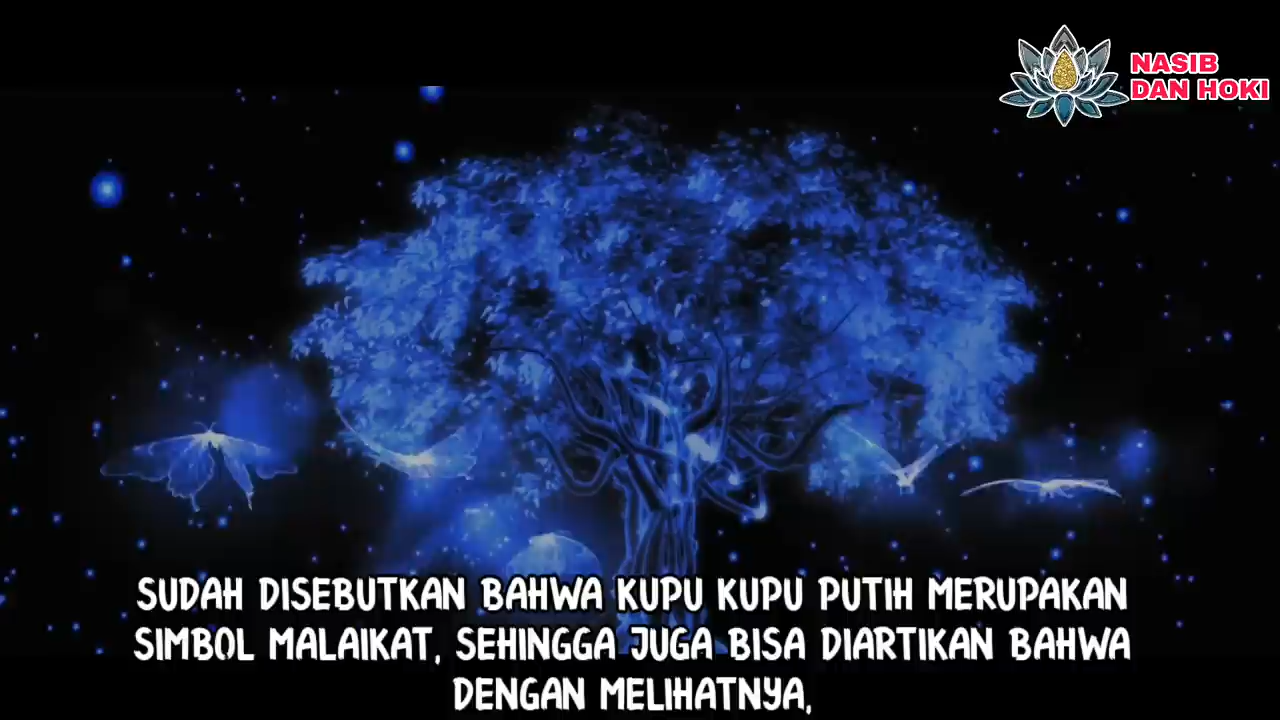 NASIB
DAN HOKI
SUDAH DISEBUTKAN BAHWA KUPU KUPU PUTIH MERUPAKAN
SIMBOL MALAIKAT, SEHINGGA JUGA BISA DIARTIKAN BAHWA
DENGAN MELIHATNYA,